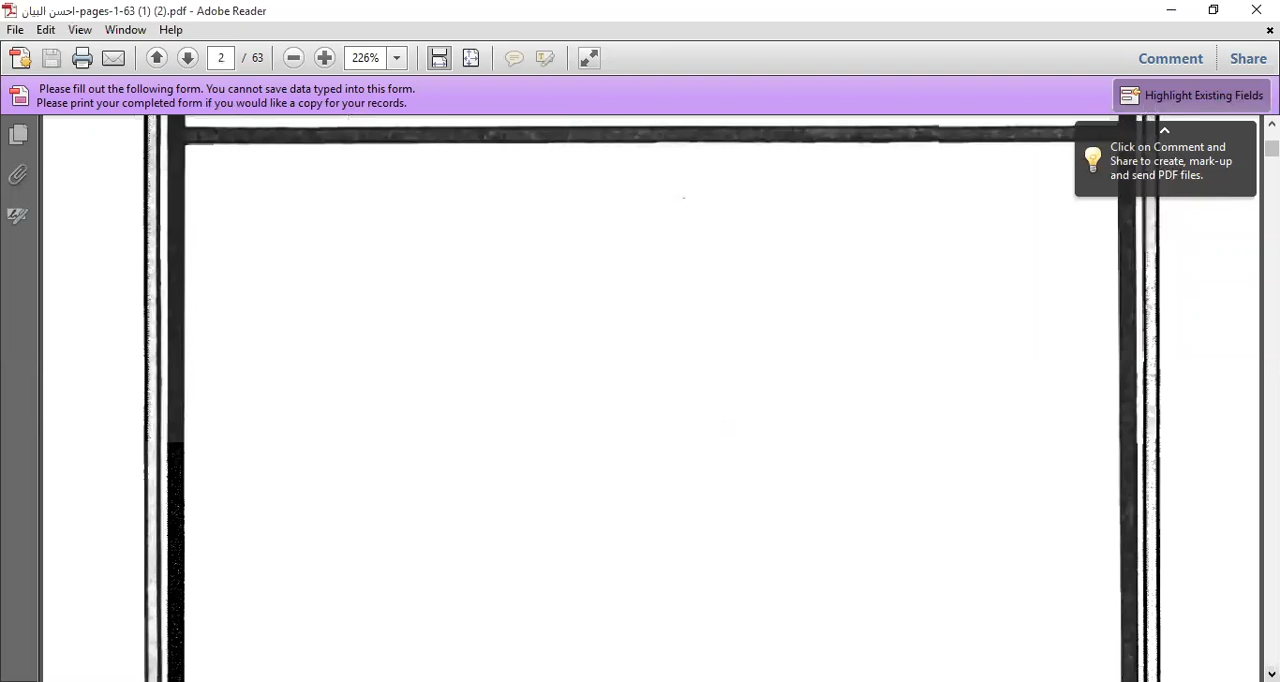 احسن البيان-pages-1-63 (1) (2).pdf - Adobe Reader
File Edit View Window Help
2 / 63 226% Comment Share
Please fill out the following form. You cannot save data typed into this form.
Please print your completed form if you would like a copy for your records.
Highlight Existing Fields
Click on Comment and
Share to create, mark-up
and send PDF files.